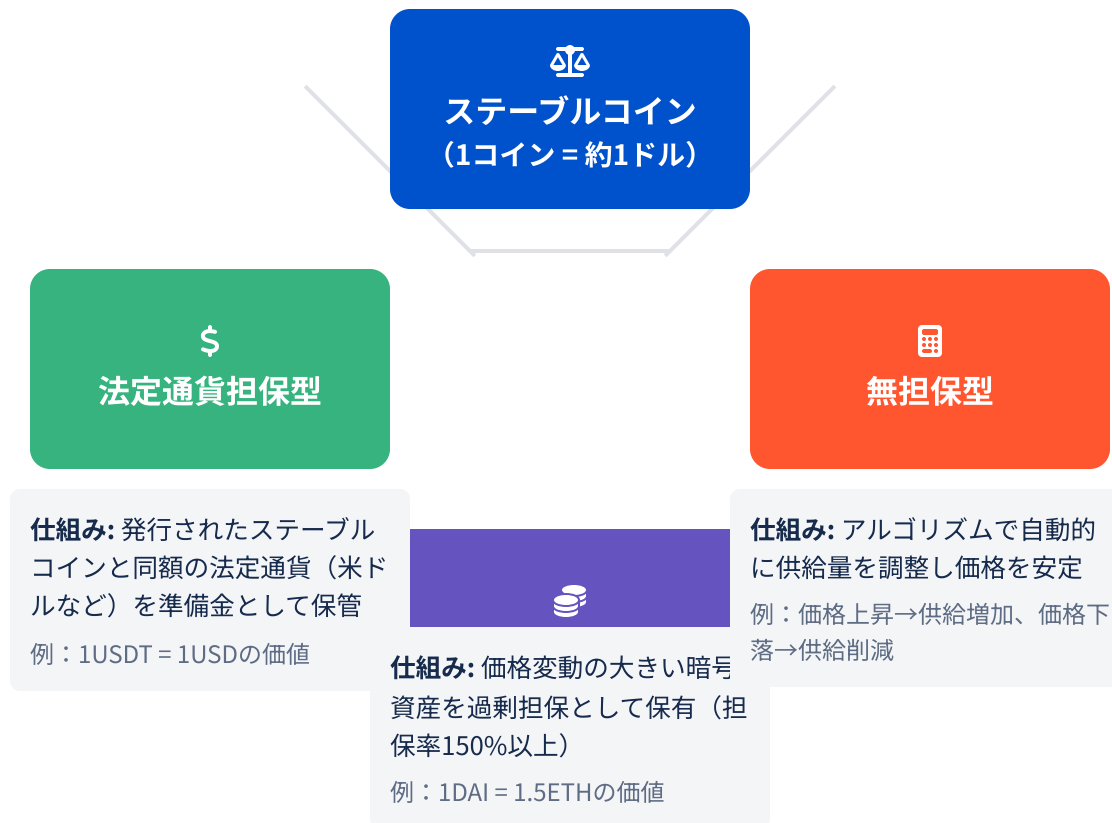 ステーブルコイン
（1コイン = 約1ドル）
法定通貨担保型
無担保型
仕組み: 発行されたステーブル
コインと同額の法定通貨（米ド
ルなど）を準備金として保管
例：1USDT = 1USDの価値
仕組み: 価格変動の大きい暗号
資産を過剰担保として保有（担
保率150%以上）
例：1DAI = 1.5ETHの価値
仕組み: アルゴリズムで自動的
に供給量を調整し価格を安定
例：価格上昇→供給増加、価格下
落→供給削減